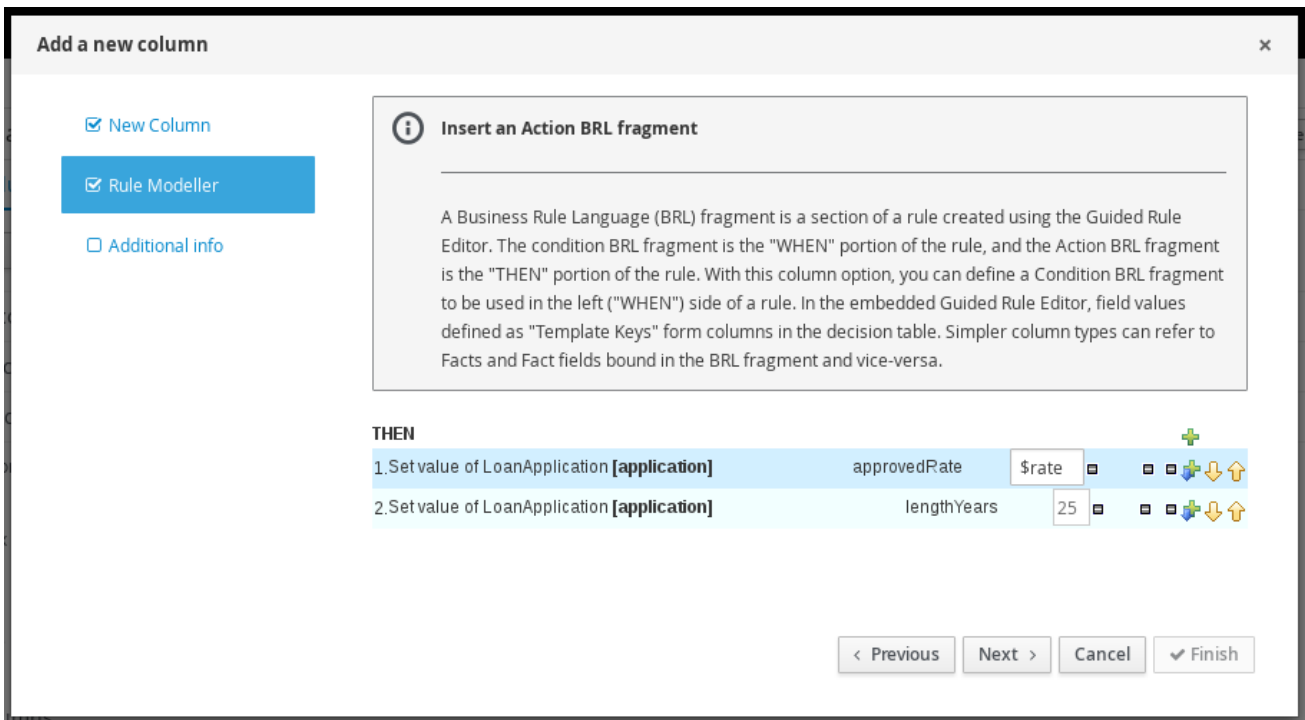 Add a new column ×
New Column
Rule Modeller
Additional info
Insert an Action BRL fragment
A Business Rule Language (BRL) fragment is a section of a rule created using the Guided Rule
Editor. The condition BRL fragment is the "WHEN" portion of the rule, and the Action BRL fragment
is the "THEN" portion of the rule. With this column option, you can define a Condition BRL fragment
to be used in the left ("WHEN") side of a rule. In the embedded Guided Rule Editor, field values
defined as "Template Keys" form columns in the decision table. Simpler column types can refer to
Facts and Fact fields bound in the BRL fragment and vice-versa.
THEN
1.Set value of LoanApplication [application] approvedRate $rate
2.Set value of LoanApplication [application] lengthYears 25
< Previous Next > Cancel Finish